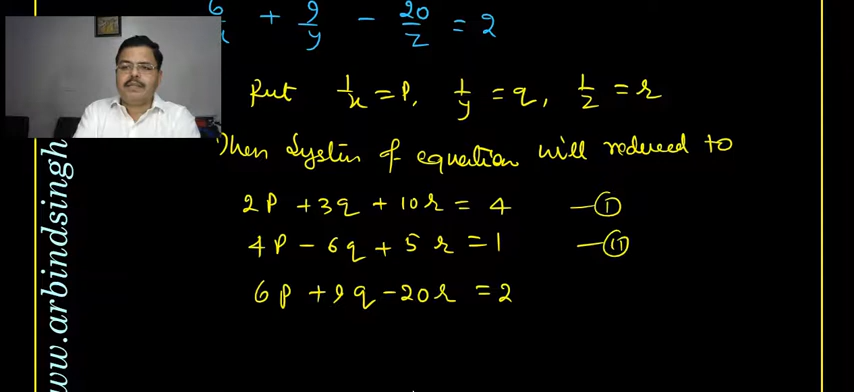 6/x + 9/y - 20/z = 2
Put 1/x = P, 1/y = q, 1/z = r
Then System of equation will reduced to
2P + 3q + 10r = 4 —(I)
4P - 6q + 5r = 1 —(II)
6P + 9q - 20r = 2
www.arbindsingh